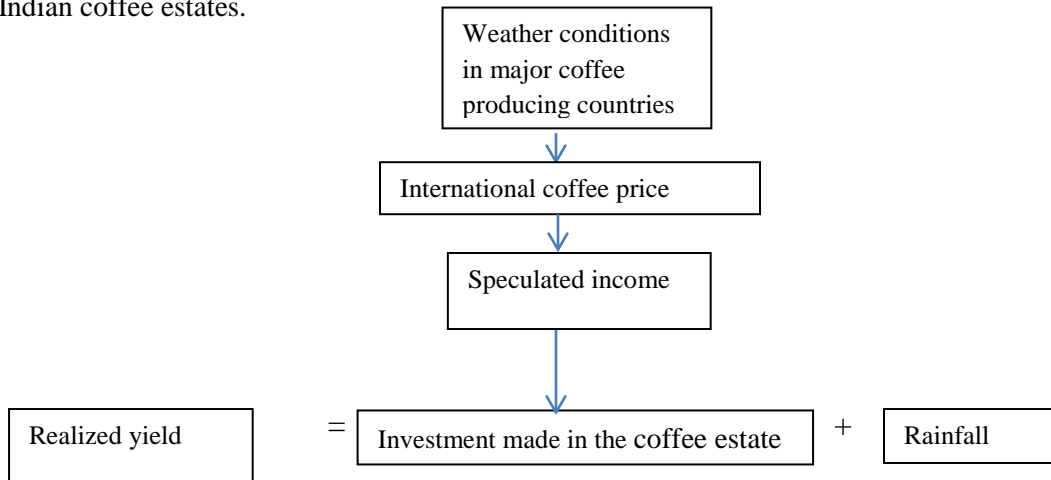 Indian coffee estates.
Weather conditions
in major coffee
producing countries
International coffee price
Speculated income
Realized yield = Investment made in the coffee estate + Rainfall